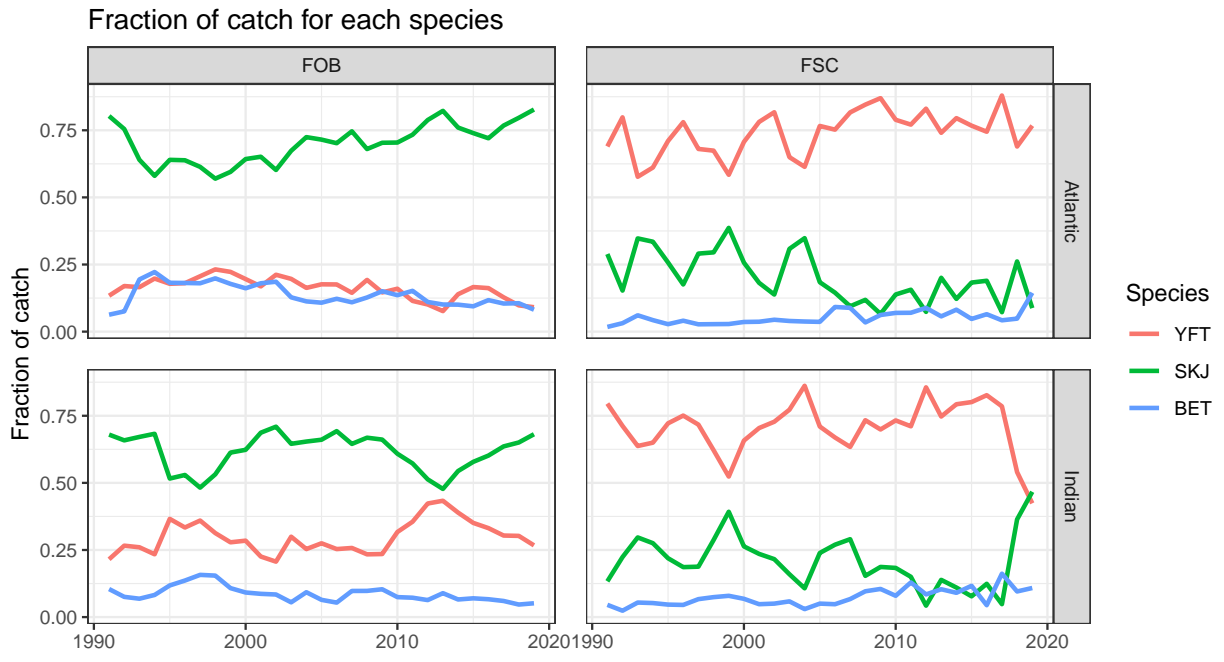 Fraction of catch for each species
FOB
FSC
0.75
0.50
0.25
0.00
Atlantic
Fraction of catch
0.75
0.50
0.25
0.00
Indian
1990
2000
2010
2020
1990
2000
2010
2020
Species
YFT
SKJ
BET